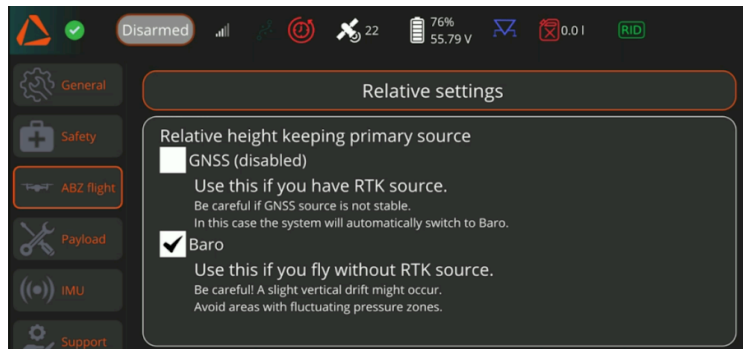 Disarmed
22
76%
55.79 V
0.0 l
RID
General
Relative settings
Safety
Relative height keeping primary source
GNSS (disabled)
Use this if you have RTK source.
Be careful if GNSS source is not stable.
In this case the system will automatically switch to Baro.
ABZ flight
Payload
Baro
Use this if you fly without RTK source.
Be careful! A slight vertical drift might occur.
Avoid areas with fluctuating pressure zones.
IMU
Support